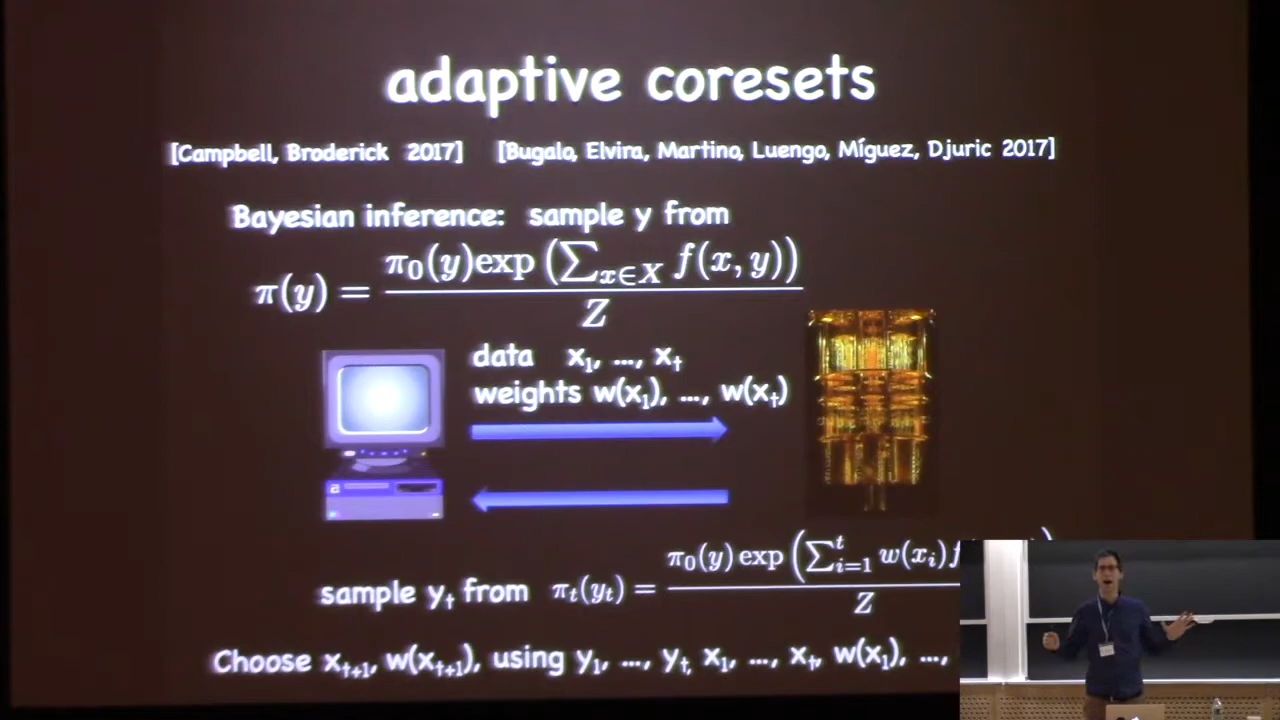 adaptive coresets
[Campbell, Broderick 2017] [Bugalo, Elvira, Martino, Luengo, Míguez, Djuric 2017]
Bayesian inference: sample y from
π(y) = π₀(y)exp (∑_{x∈X} f(x, y)) / Z
data x₁, ..., xₜ
weights w(x₁), ..., w(xₜ)
sample yₜ from πₜ(yₜ) = π₀(y) exp (∑ᵢ₌₁ᵗ w(xᵢ)f ) / Z
Choose xₜ₊₁, w(xₜ₊₁), using y₁, ..., yₜ, x₁, ..., xₜ, w(x₁), ...,